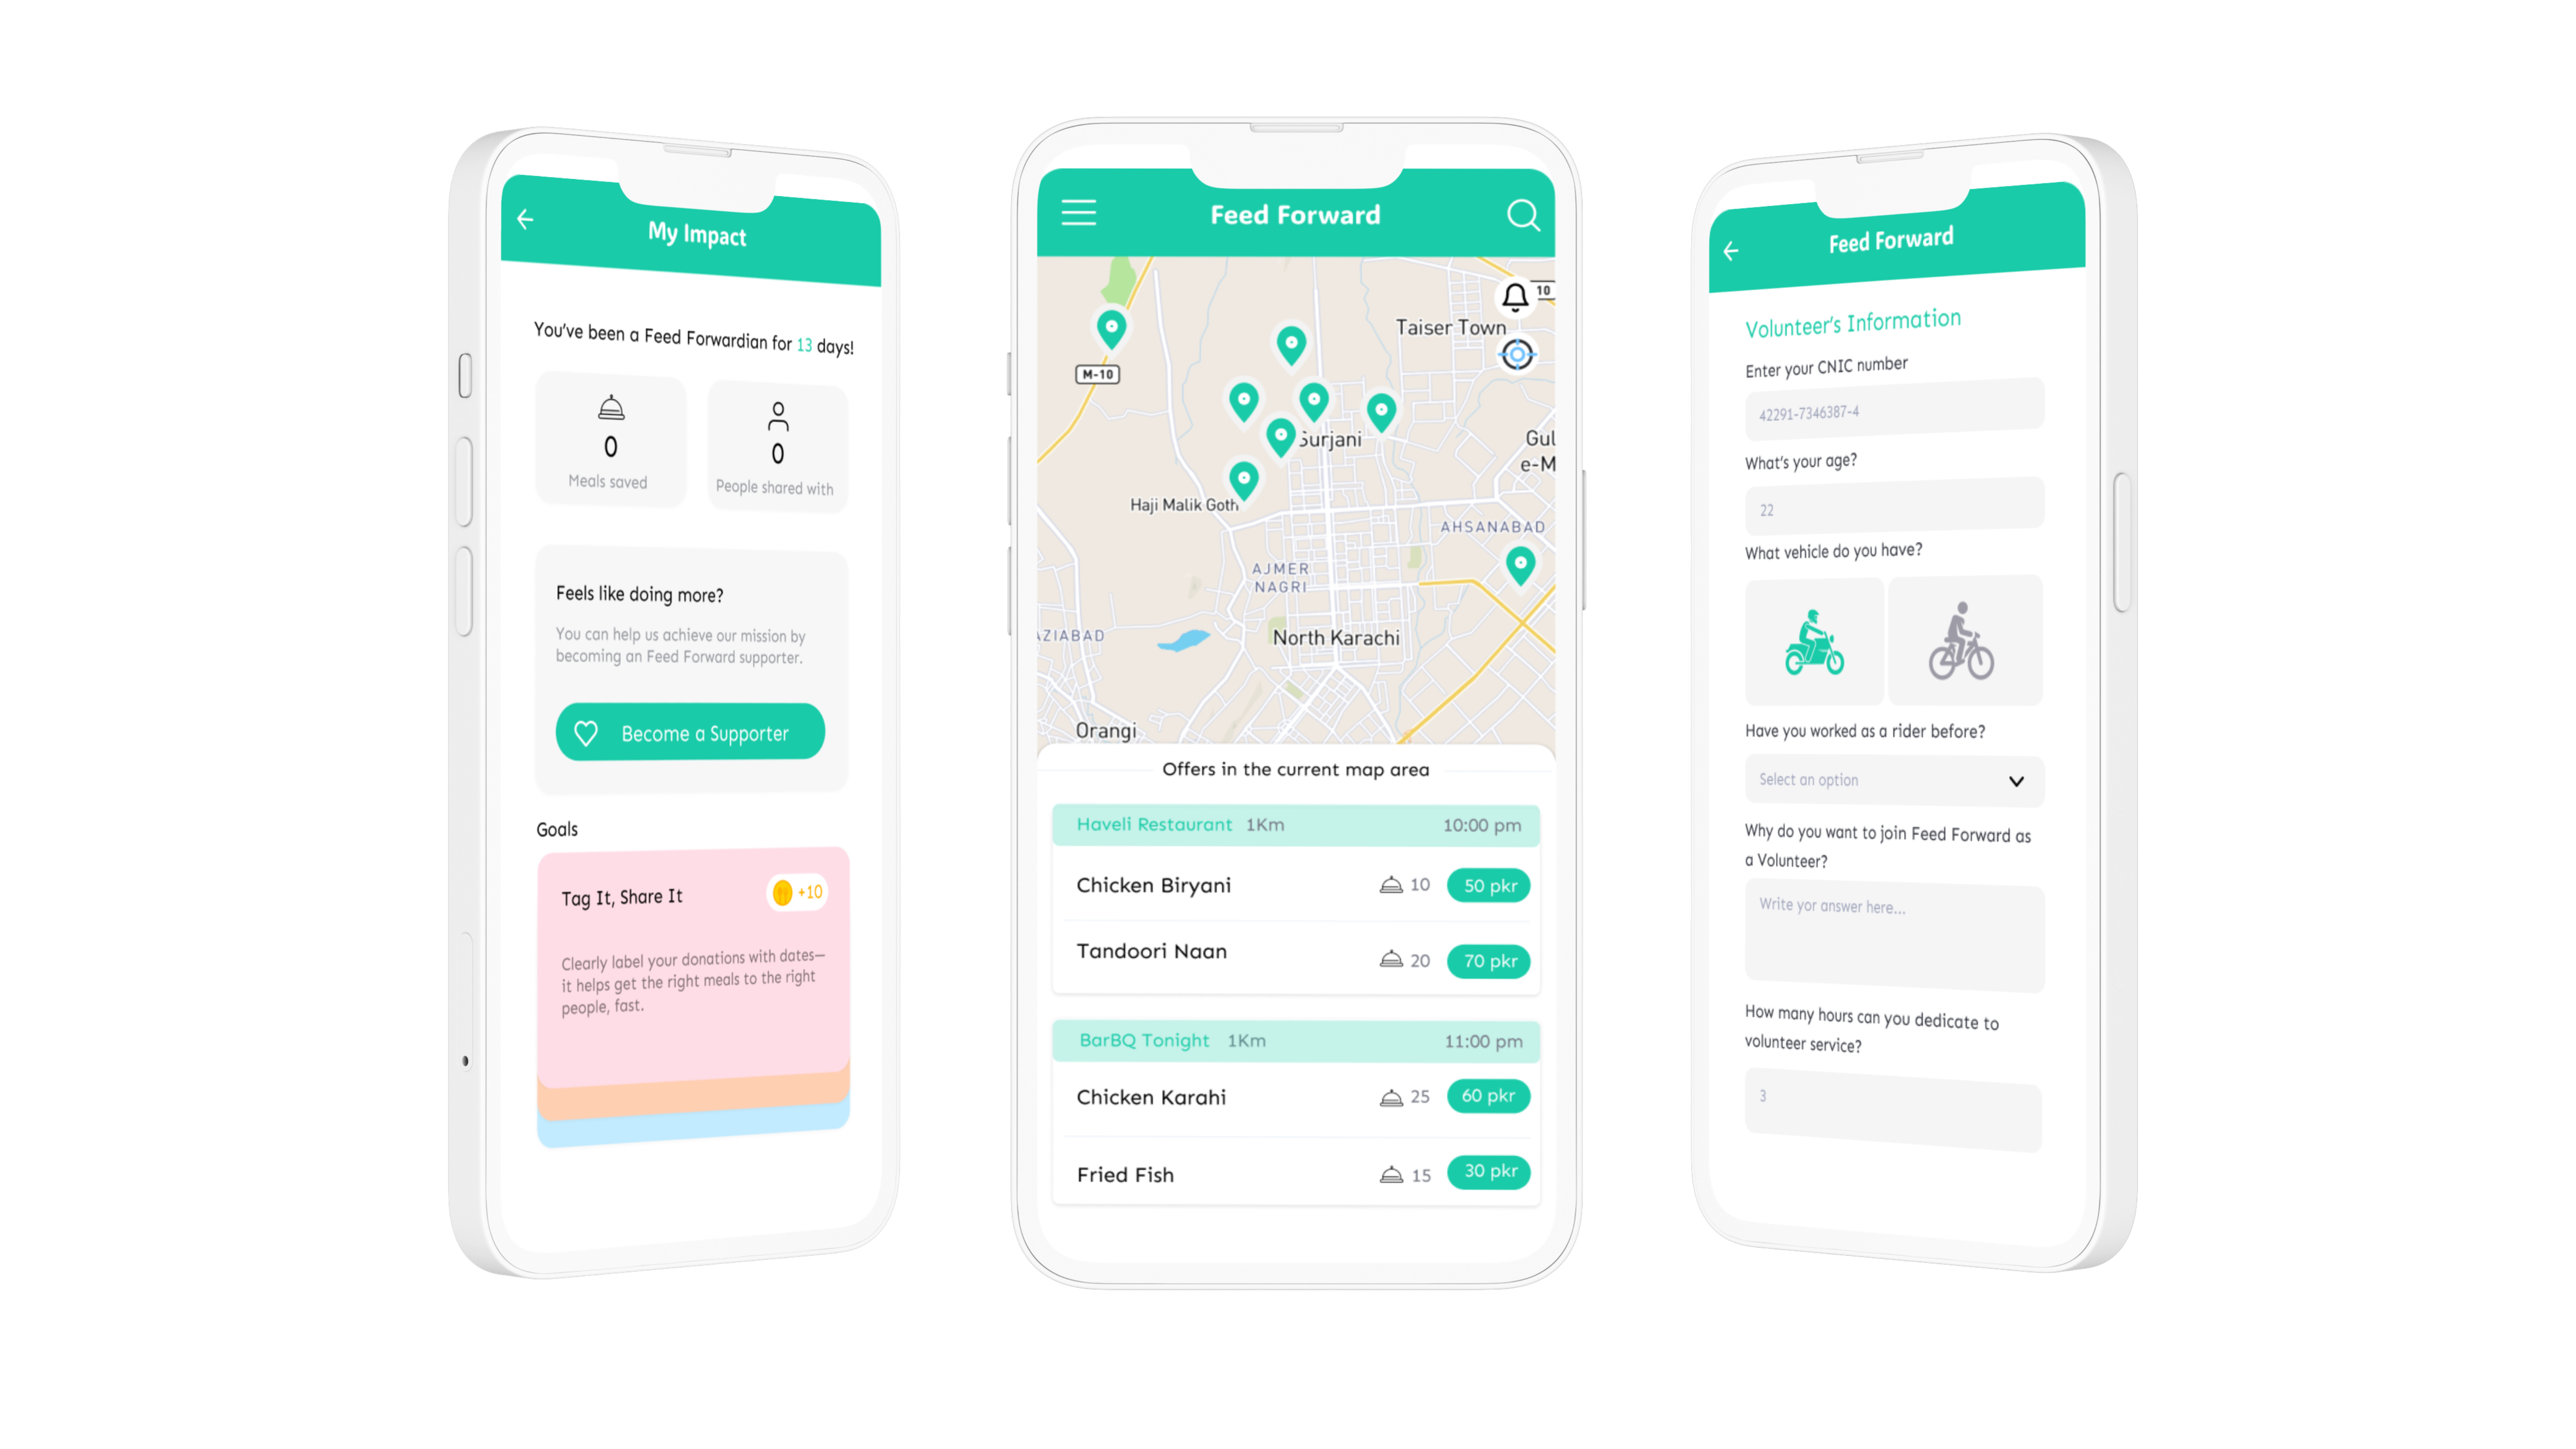 My Impact
You've been a Feed Forwardian for 13 days!
0
Meals saved
0
People shared with
Feels like doing more?
You can help us achieve our mission by
becoming an Feed Forward supporter.
Become a Supporter
Goals
Tag It, Share It
+10
Clearly label your donations with dates—
it helps get the right meals to the right
people, fast.
Feed Forward
10
Taiser Town
M-10
Surjani
Gul
e-M
Haji Malik Goth
AHSANABAD
AJMER
NAGRI
AZIABAD
North Karachi
Orangi
Offers in the current map area
Haveli Restaurant 1Km 10:00 pm
Chicken Biryani 10 50 pkr
Tandoori Naan 20 70 pkr
BarBQ Tonight 1Km 11:00 pm
Chicken Karahi 25 60 pkr
Fried Fish 15 30 pkr
Feed Forward
Volunteer's Information
Enter your CNIC number
42291-7346387-4
What's your age?
22
What vehicle do you have?
Have you worked as a rider before?
Select an option
Why do you want to join Feed Forward as
a Volunteer?
Write yor answer here...
How many hours can you dedicate to
volunteer service?
3